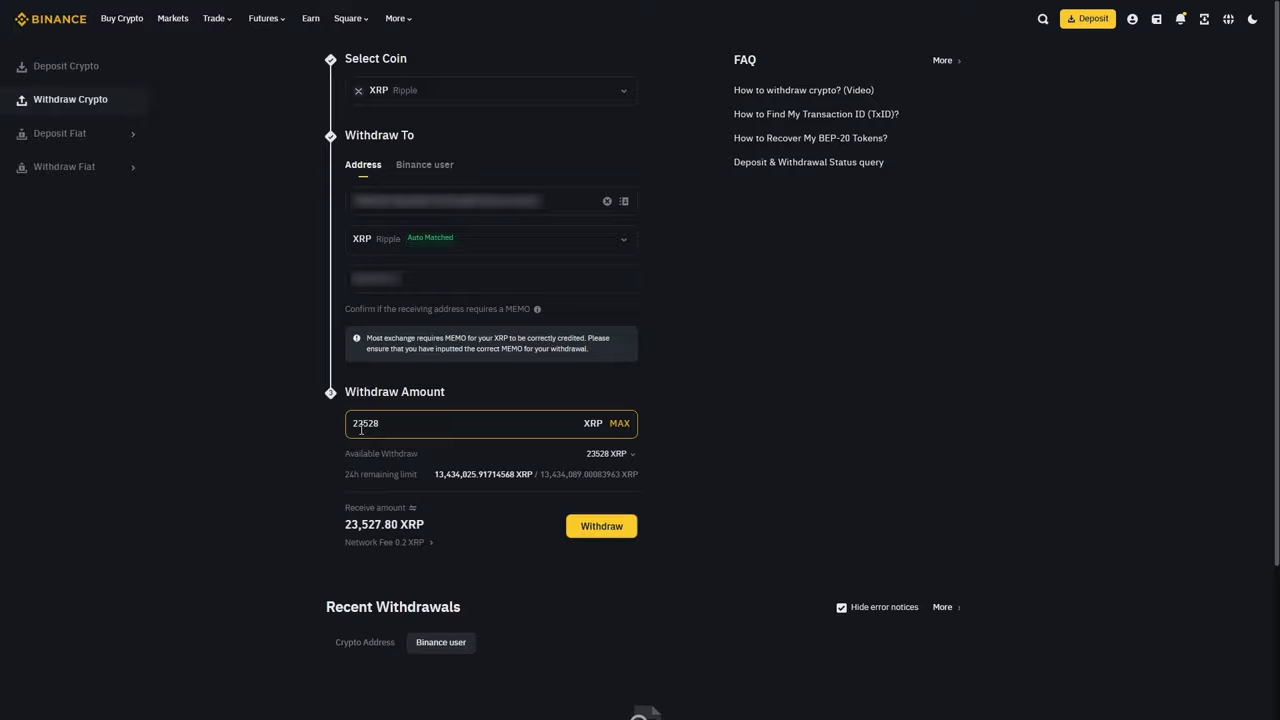 BINANCE Buy Crypto Markets Trade Futures Earn Square More Deposit
Deposit Crypto
Withdraw Crypto
Deposit Fiat
Withdraw Fiat
Select Coin
XRP Ripple
Withdraw To
Address Binance user
XRP Ripple Auto Matched
Confirm if the receiving address requires a MEMO
Most exchange requires MEMO for your XRP to be correctly credited. Please
ensure that you have inputted the correct MEMO for your withdrawal.
3 Withdraw Amount
23528 XRP MAX
Available Withdraw 23528 XRP
24h remaining limit 13,434,025.91714568 XRP / 13,434,089.00083963 XRP
Receive amount
23,527.80 XRP
Network Fee 0.2 XRP
Withdraw
FAQ More
How to withdraw crypto? (Video)
How to Find My Transaction ID (TxID)?
How to Recover My BEP-20 Tokens?
Deposit & Withdrawal Status query
Recent Withdrawals Hide error notices More
Crypto Address Binance user